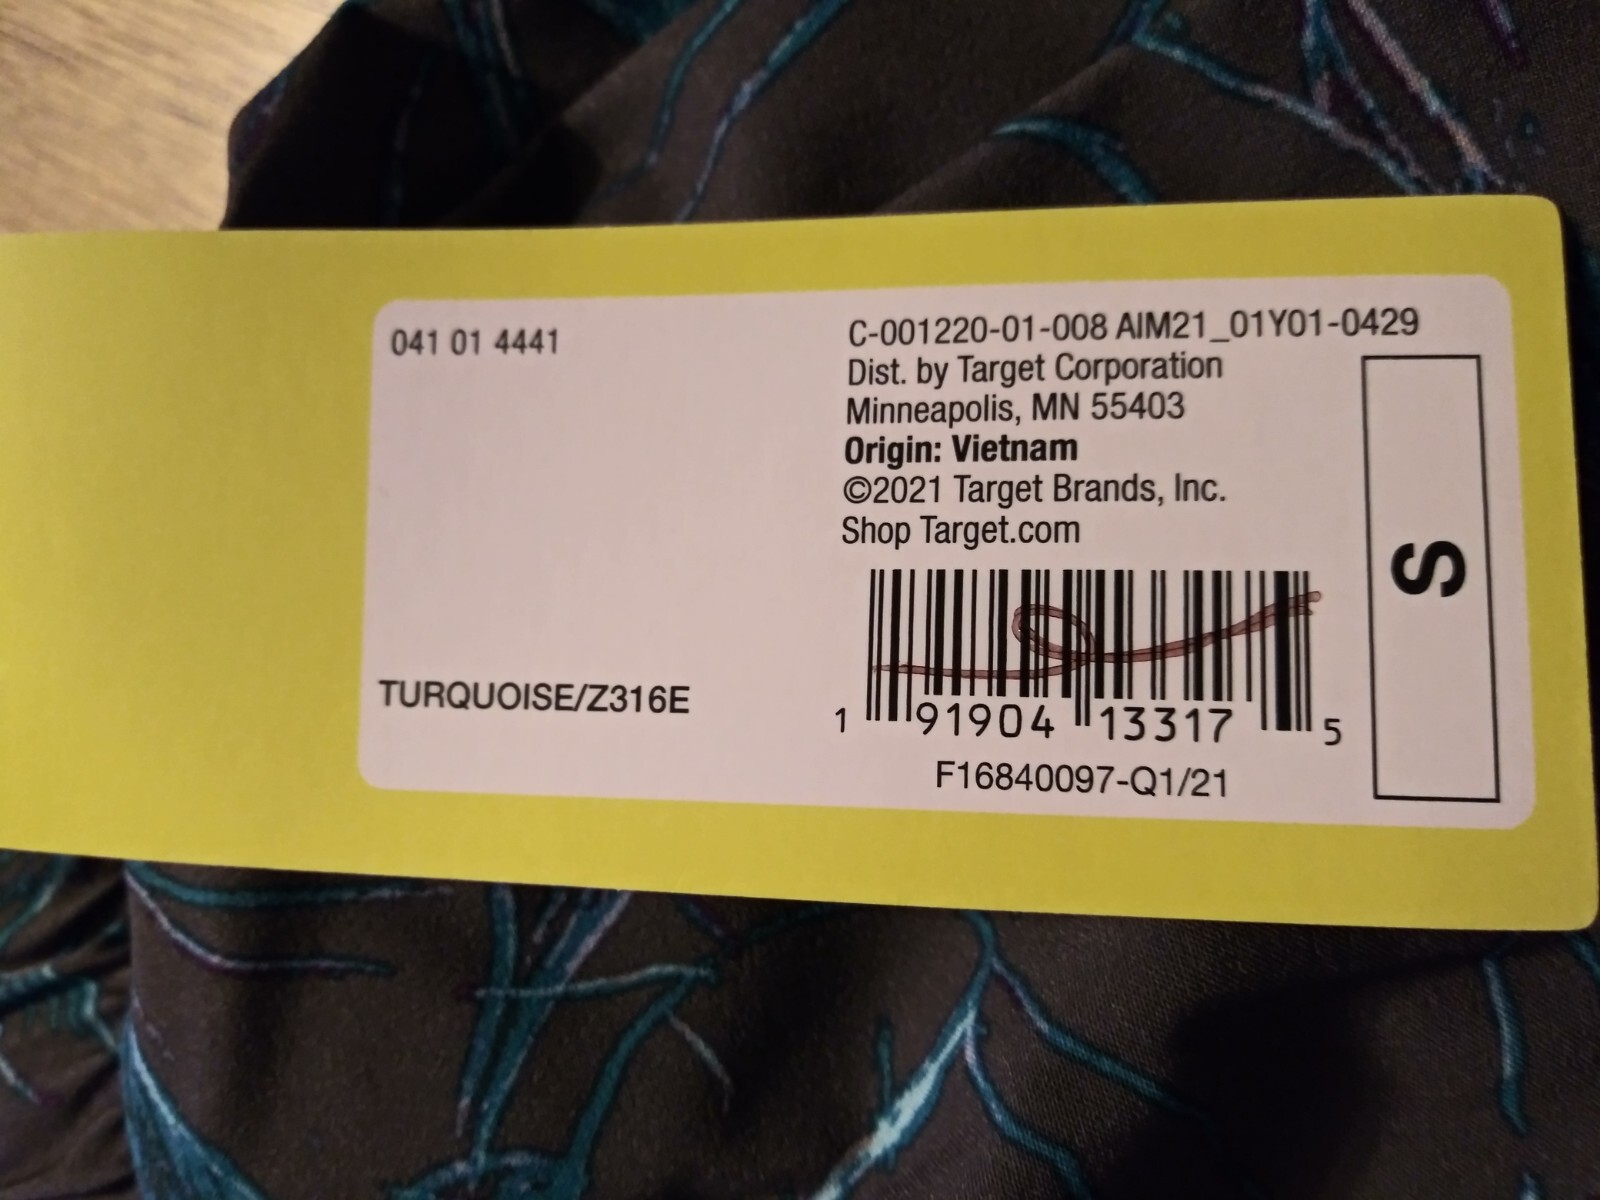 041 01 4441
C-001220-01-008 AIM21_01Y01-0429
Dist. by Target Corporation
Minneapolis, MN 55403
Origin: Vietnam
©2021 Target Brands, Inc.
Shop Target.com
S
TURQUOISE/Z316E
1 91904 13317 5
F16840097-Q1/21